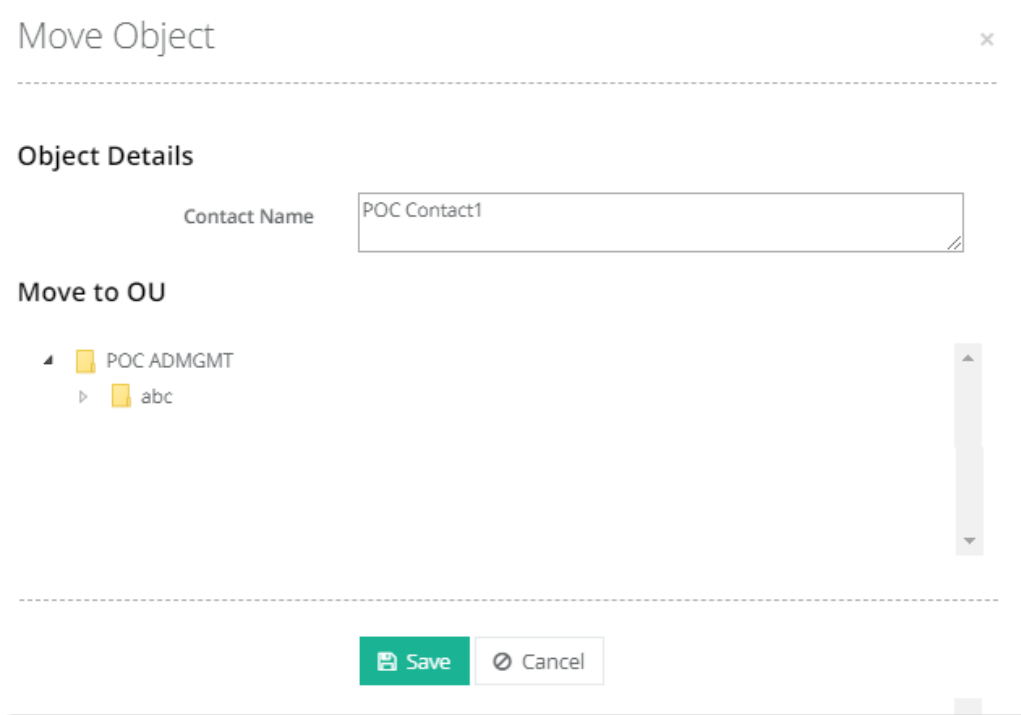 Move Object
×
Object Details
Contact Name
POC Contact1
Move to OU
POC ADMGMT
abc
Save
Cancel